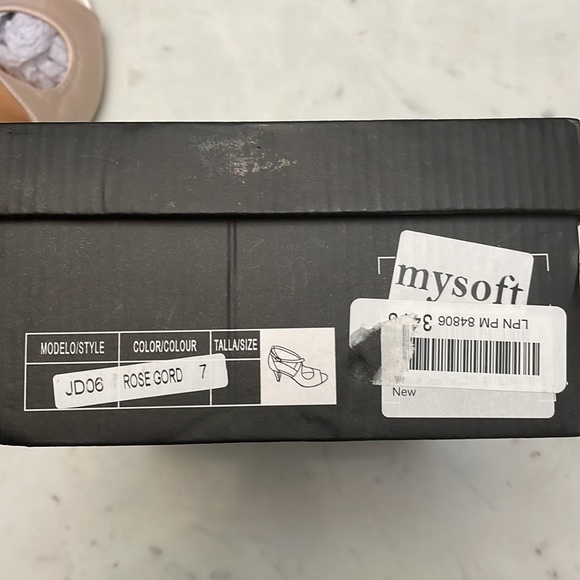 MODELO/STYLE COLOR/COLOUR TALLA/SIZE
JD06 ROSE GORD 7
mysoft
LPN PM 84806
New